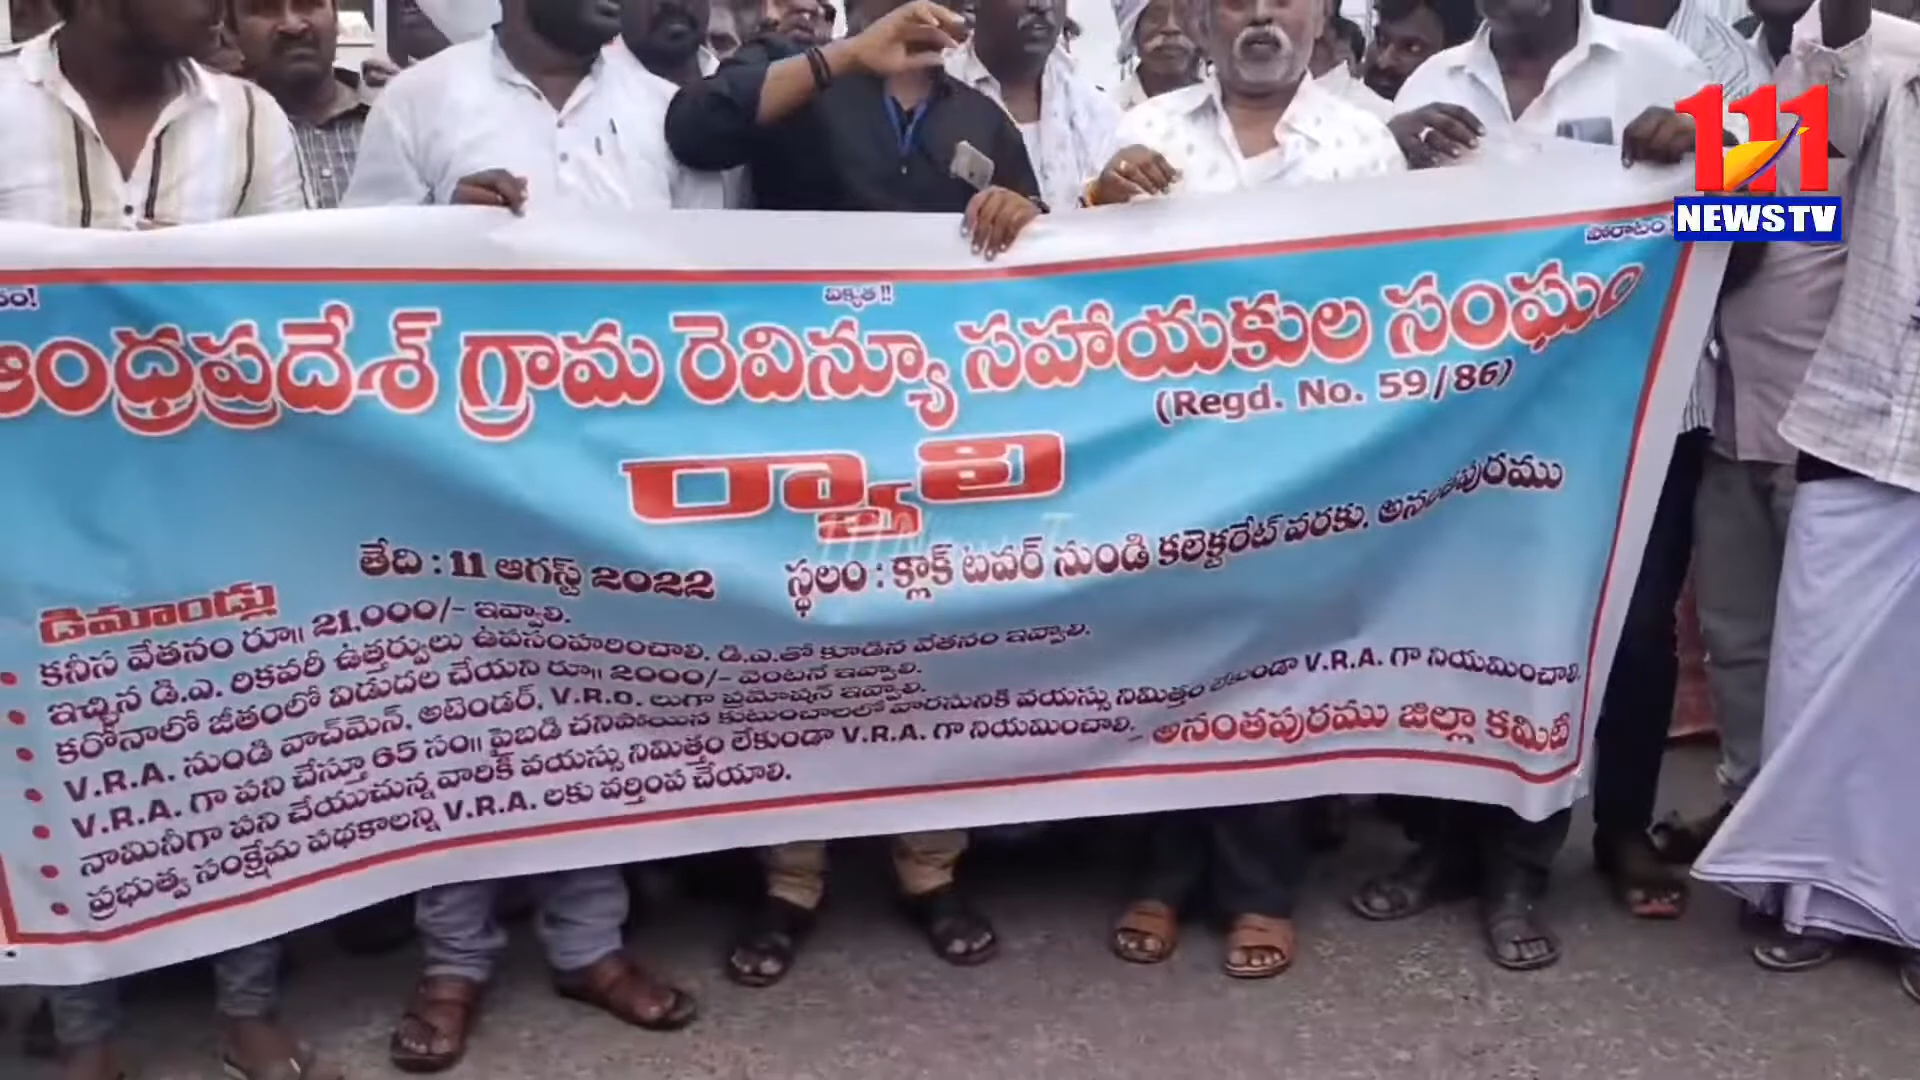 111
NEWS TV
పోరాటం
చిక్కత !!
ఆంధ్రప్రదేశ్ గ్రామ రెవిన్యూ సహాయకుల సంఘం
(Regd. No. 59/86)
ర్యాలి
తేది : 11 ఆగస్ట్ 2022 స్థలం : క్లాక్ టవర్ నుండి కలెక్టరేట్ వరకు. అనంతపురము
డిమాండ్లు
• కనీస వేతనం రూ॥ 21,000/- ఇవ్వాలి.
• ఇచ్చిన డి.ఎ. రికవరీ ఉత్తర్వులు ఉపసంహరించాలి. డి.ఎ.తో కూడిన వేతనం ఇవ్వాలి.
• కరోనాలో జీతంలో విడుదల చేయని రూ॥ 2000/- వెంటనే ఇవ్వాలి.
• V.R.A. నుండి వాచ్‌మెన్, అటెండర్, V.R.O. లుగా ప్రమోషన్ ఇవ్వాలి.
• V.R.A. గా పని చేస్తూ 65 సం॥ పైబడి చనిపోయిన కుటుంబాలలో వారసునికి వయస్సు నిమిత్తం లేకుండా V.R.A. గా నియమించాలి.
• నామినీగా పని చేయుచున్న వారికి వయస్సు నిమిత్తం లేకుండా V.R.A. గా నియమించాలి.
• ప్రభుత్వ సంక్షేమ పథకాలన్ని V.R.A. లకు వర్తింప చేయాలి.
అనంతపురము జిల్లా కమిటి